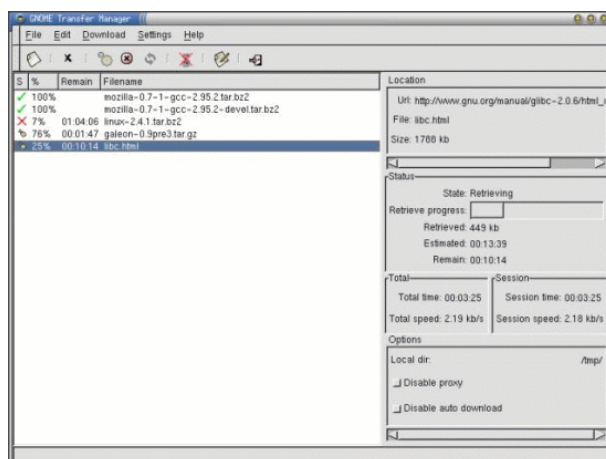 GNOME Transfer Manager
File Edit Download Settings Help
S % Remain Filename
100% mozilla-0.7-1-gcc-2.95.2.tar.bz2
100% mozilla-0.7-1-gcc-2.95.2-devel.tar.bz2
7% 01:04:06 linux-2.4.1.tar.bz2
76% 00:01:47 galeon-0.9pre3.tar.gz
25% 00:10:14 libc.html
Location
Url: http://www.gnu.org/manual/glibc-2.0.6/html_
File: libc.html
Size: 1788 kb
Status
State: Retrieving
Retrieve progress:
Retrieved: 449 kb
Estimated: 00:13:39
Remain: 00:10:14
Total Session
Total time: 00:03:25 Session time: 00:03:25
Total speed: 2.19 kb/s Session speed: 2.18 kb/s
Options
Local dir: /tmp/
Disable proxy
Disable auto download